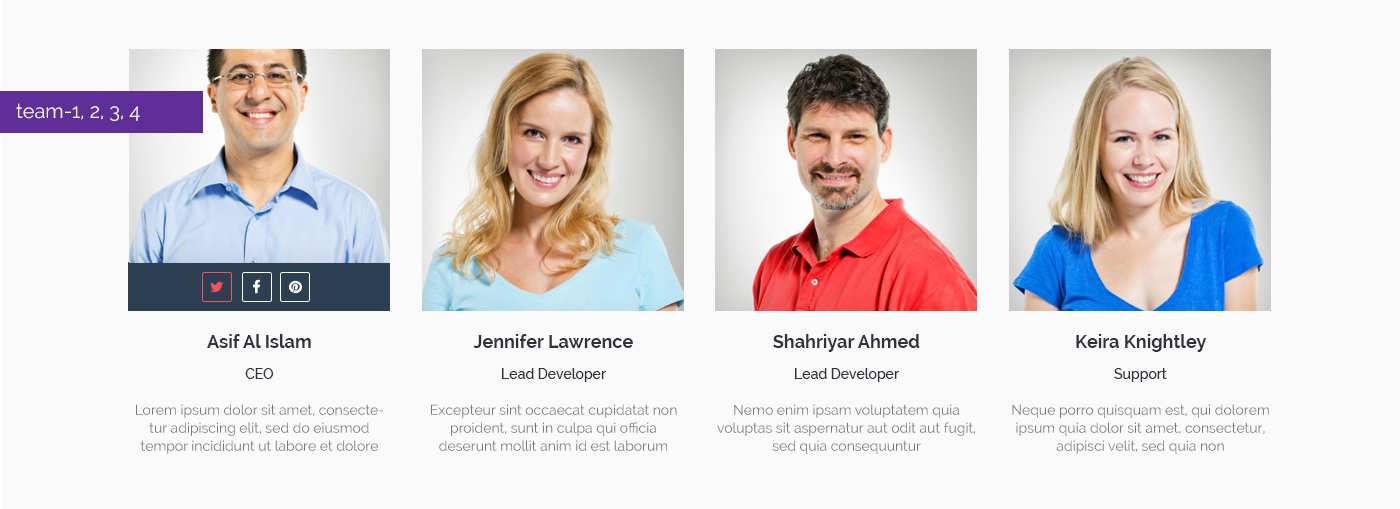 team-1, 2, 3, 4
Asif Al Islam
CEO
Lorem ipsum dolor sit amet, consecte-
tur adipiscing elit, sed do eiusmod
tempor incididunt ut labore et dolore
Jennifer Lawrence
Lead Developer
Excepteur sint occaecat cupidatat non
proident, sunt in culpa qui officia
deserunt mollit anim id est laborum
Shahriyar Ahmed
Lead Developer
Nemo enim ipsam voluptatem quia
voluptas sit aspernatur aut odit aut fugit,
sed quia consequuntur
Keira Knightley
Support
Neque porro quisquam est, qui dolorem
ipsum quia dolor sit amet, consectetur,
adipisci velit, sed quia non